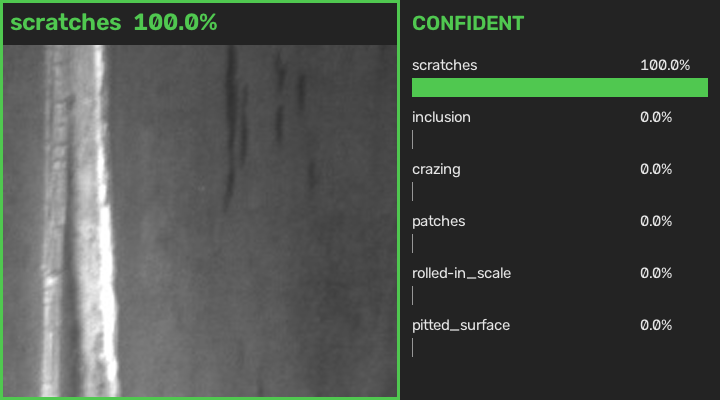 scratches 100.0%
CONFIDENT
scratches 100.0%
inclusion 0.0%
crazing 0.0%
patches 0.0%
rolled-in_scale 0.0%
pitted_surface 0.0%